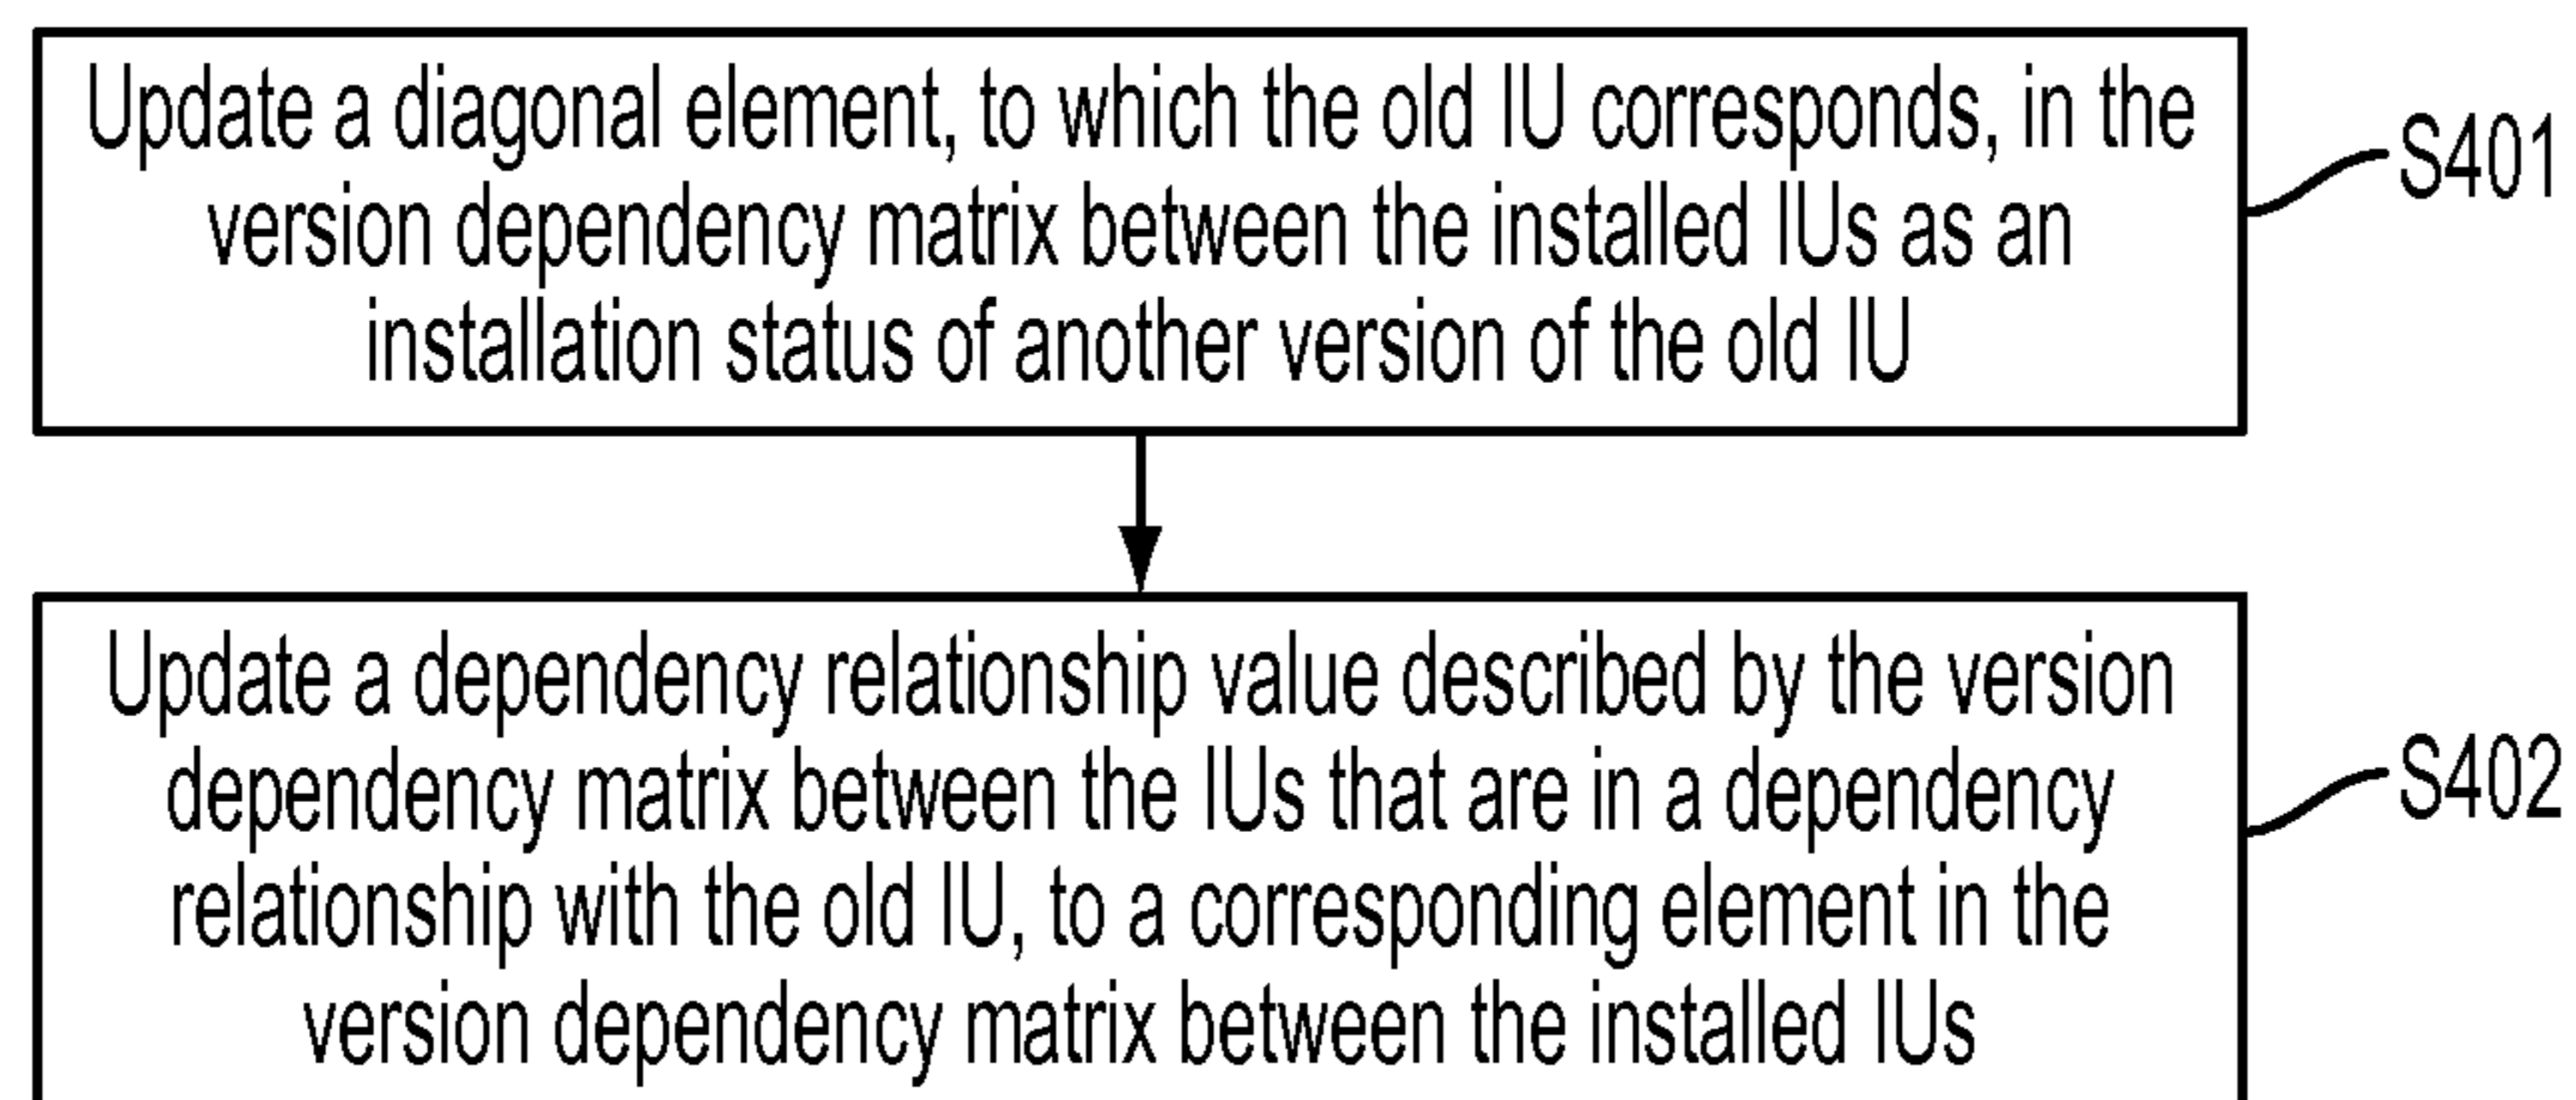 Update a diagonal element, to which the old IU corresponds, in the
version dependency matrix between the installed IUs as an
installation status of another version of the old IU
S401
Update a dependency relationship value described by the version
dependency matrix between the IUs that are in a dependency
relationship with the old IU, to a corresponding element in the
version dependency matrix between the installed IUs
S402